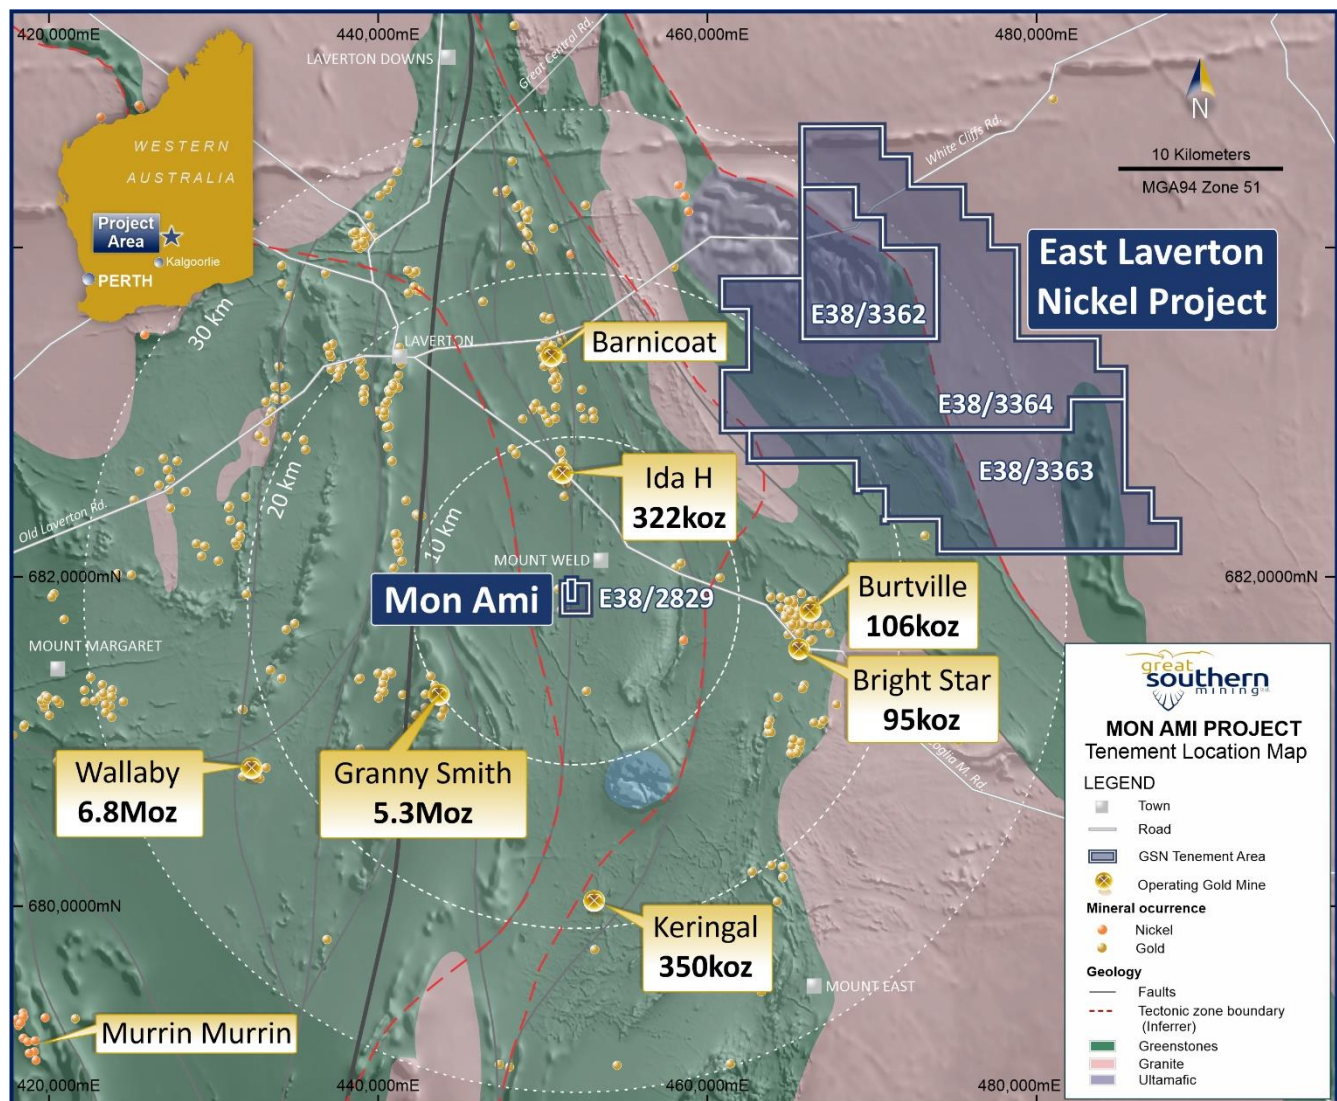 420,000mE
440,000mE
460,000mE
480,000mE
LAVERTON DOWNS
Great Central Rd.
White Cliffs Rd.
N
10 Kilometers
MGA94 Zone 51
WESTERN
AUSTRALIA
Project
Area
Kalgoorlie
PERTH
East Laverton
Nickel Project
30 km
E38/3362
LAVERTON
Barnicoat
E38/3364
E38/3363
20 km
Ida H
322koz
Old Laverton Rd.
10 km
MOUNT WELD
682,0000mN
682,0000mN
Mon Ami
E38/2829
Burtville
106koz
MOUNT MARGARET
Bright Star
95koz
Wallaby
6.8Moz
Granny Smith
5.3Moz
M. Rd.
great
southern
mining
MON AMI PROJECT
Tenement Location Map
LEGEND
Town
Road
GSN Tenement Area
Operating Gold Mine
Mineral ocurrence
Nickel
Gold
Geology
Faults
Tectonic zone boundary
(Inferrer)
Greenstones
Granite
Ultamafic
680,0000mN
Keringal
350koz
MOUNT EAST
Murrin Murrin
420,000mE
440,000mE
460,000mE
480,000mE